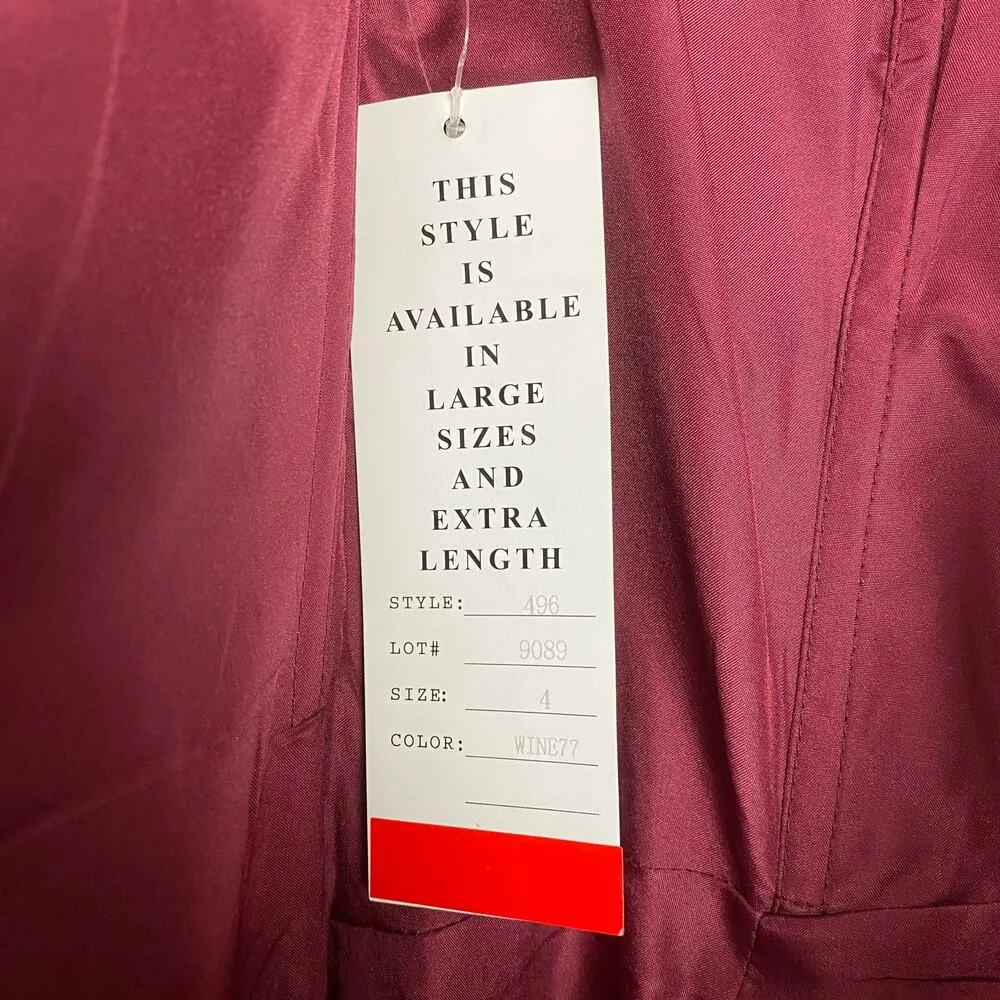 THIS
STYLE
IS
AVAILABLE
IN
LARGE
SIZES
AND
EXTRA
LENGTH
STYLE: 496
LOT# 9089
SIZE: 4
COLOR: WINE77